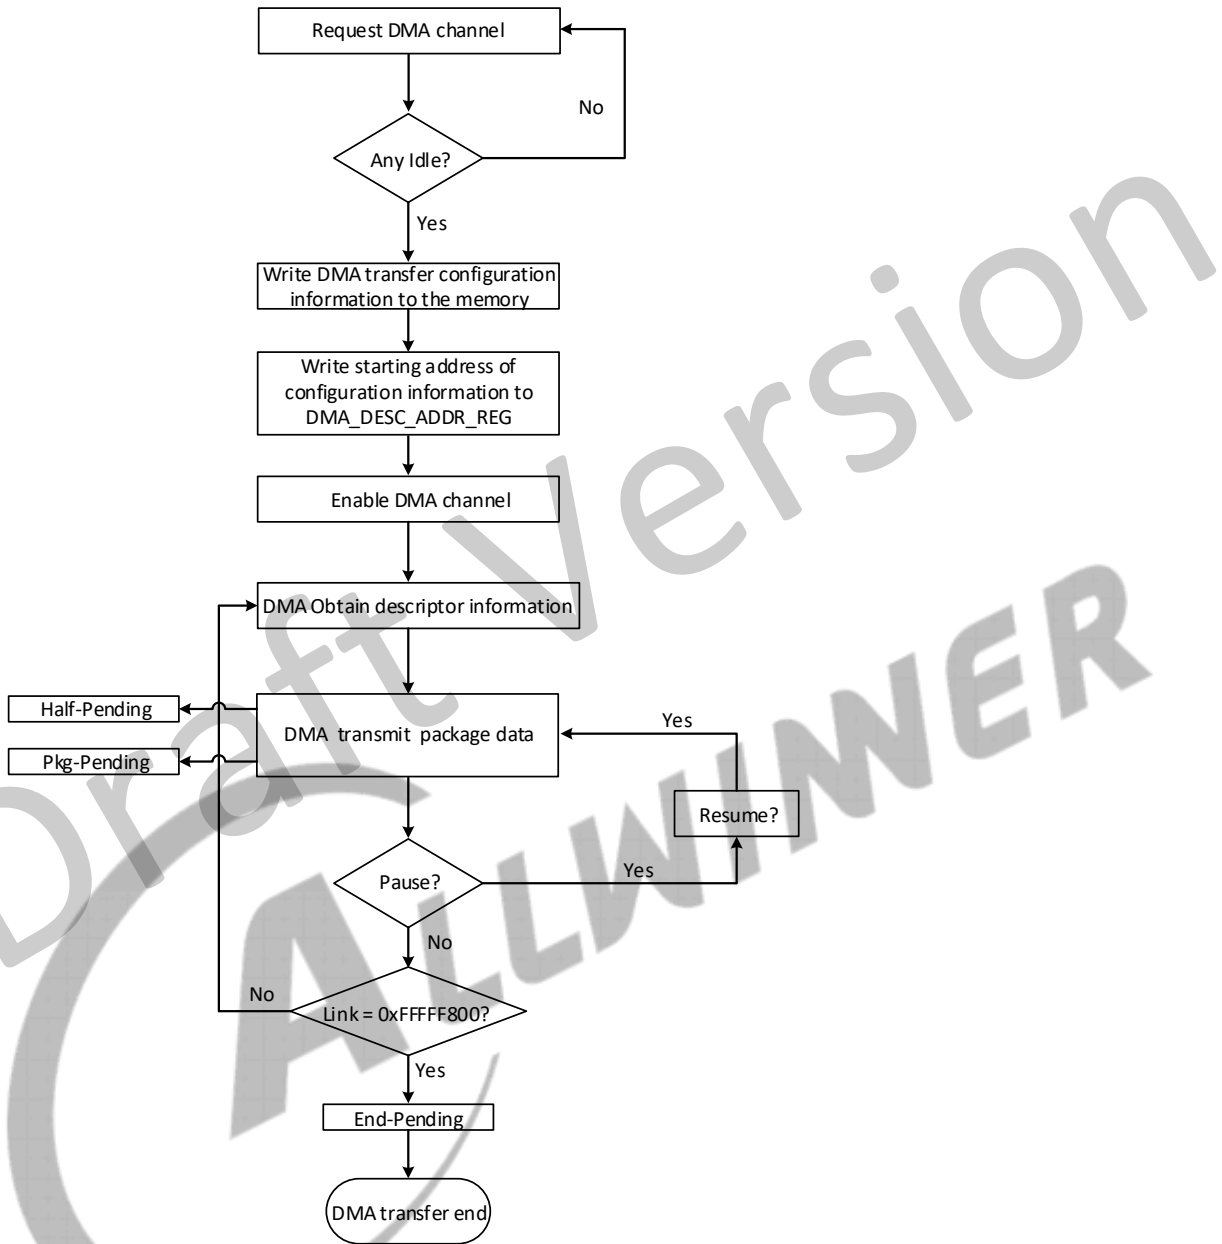 Request DMA channel
No
Any Idle?
Yes
Write DMA transfer configuration
information to the memory
Write starting address of
configuration information to
DMA_DESC_ADDR_REG
Enable DMA channel
DMA Obtain descriptor information
Half-Pending
DMA transmit package data
Yes
Pkg-Pending
Resume?
Pause?
Yes
No
No
Link = 0xFFFFF800?
Yes
End-Pending
DMA transfer end
Draft Version
ALLWINNER